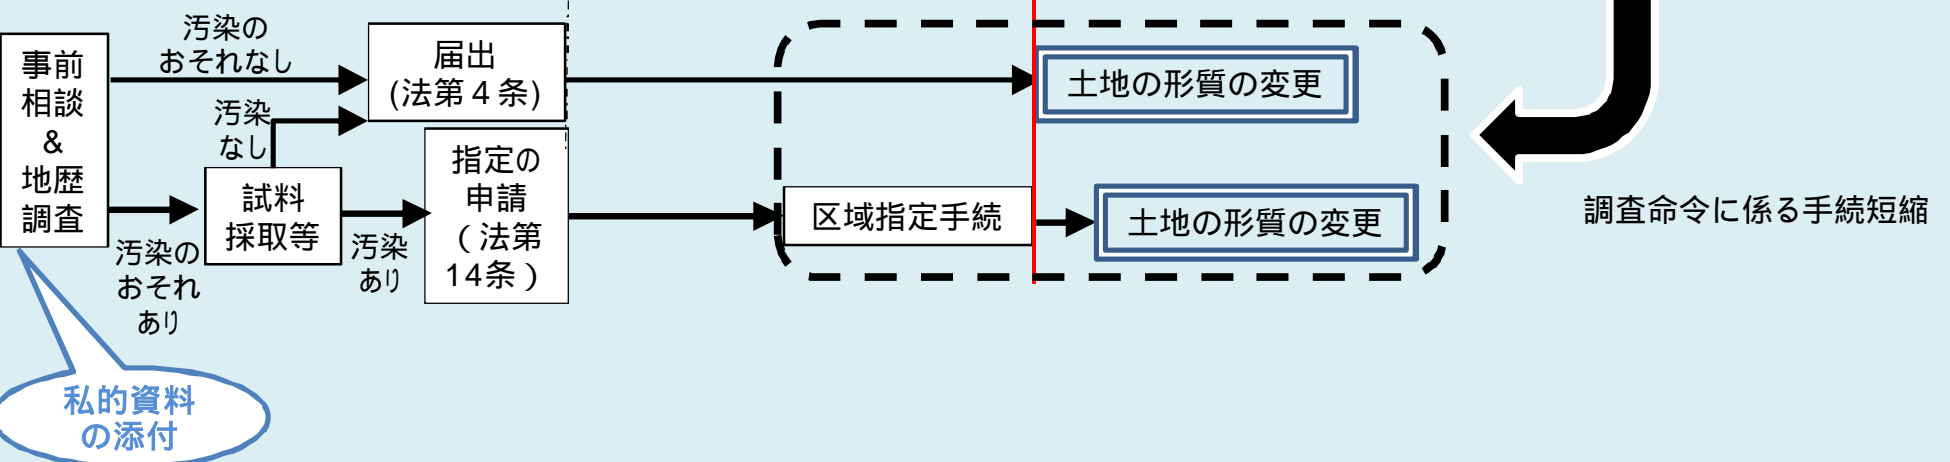 事前
相談
&
地歴
調査
汚染の
おそれなし
届出
(法第４条)
汚染
なし
汚染の
おそれ
あり
試料
採取等
汚染
あり
指定の
申請
（法第
14条）
土地の形質の変更
区域指定手続
土地の形質の変更
調査命令に係る手続短縮
私的資料
の添付